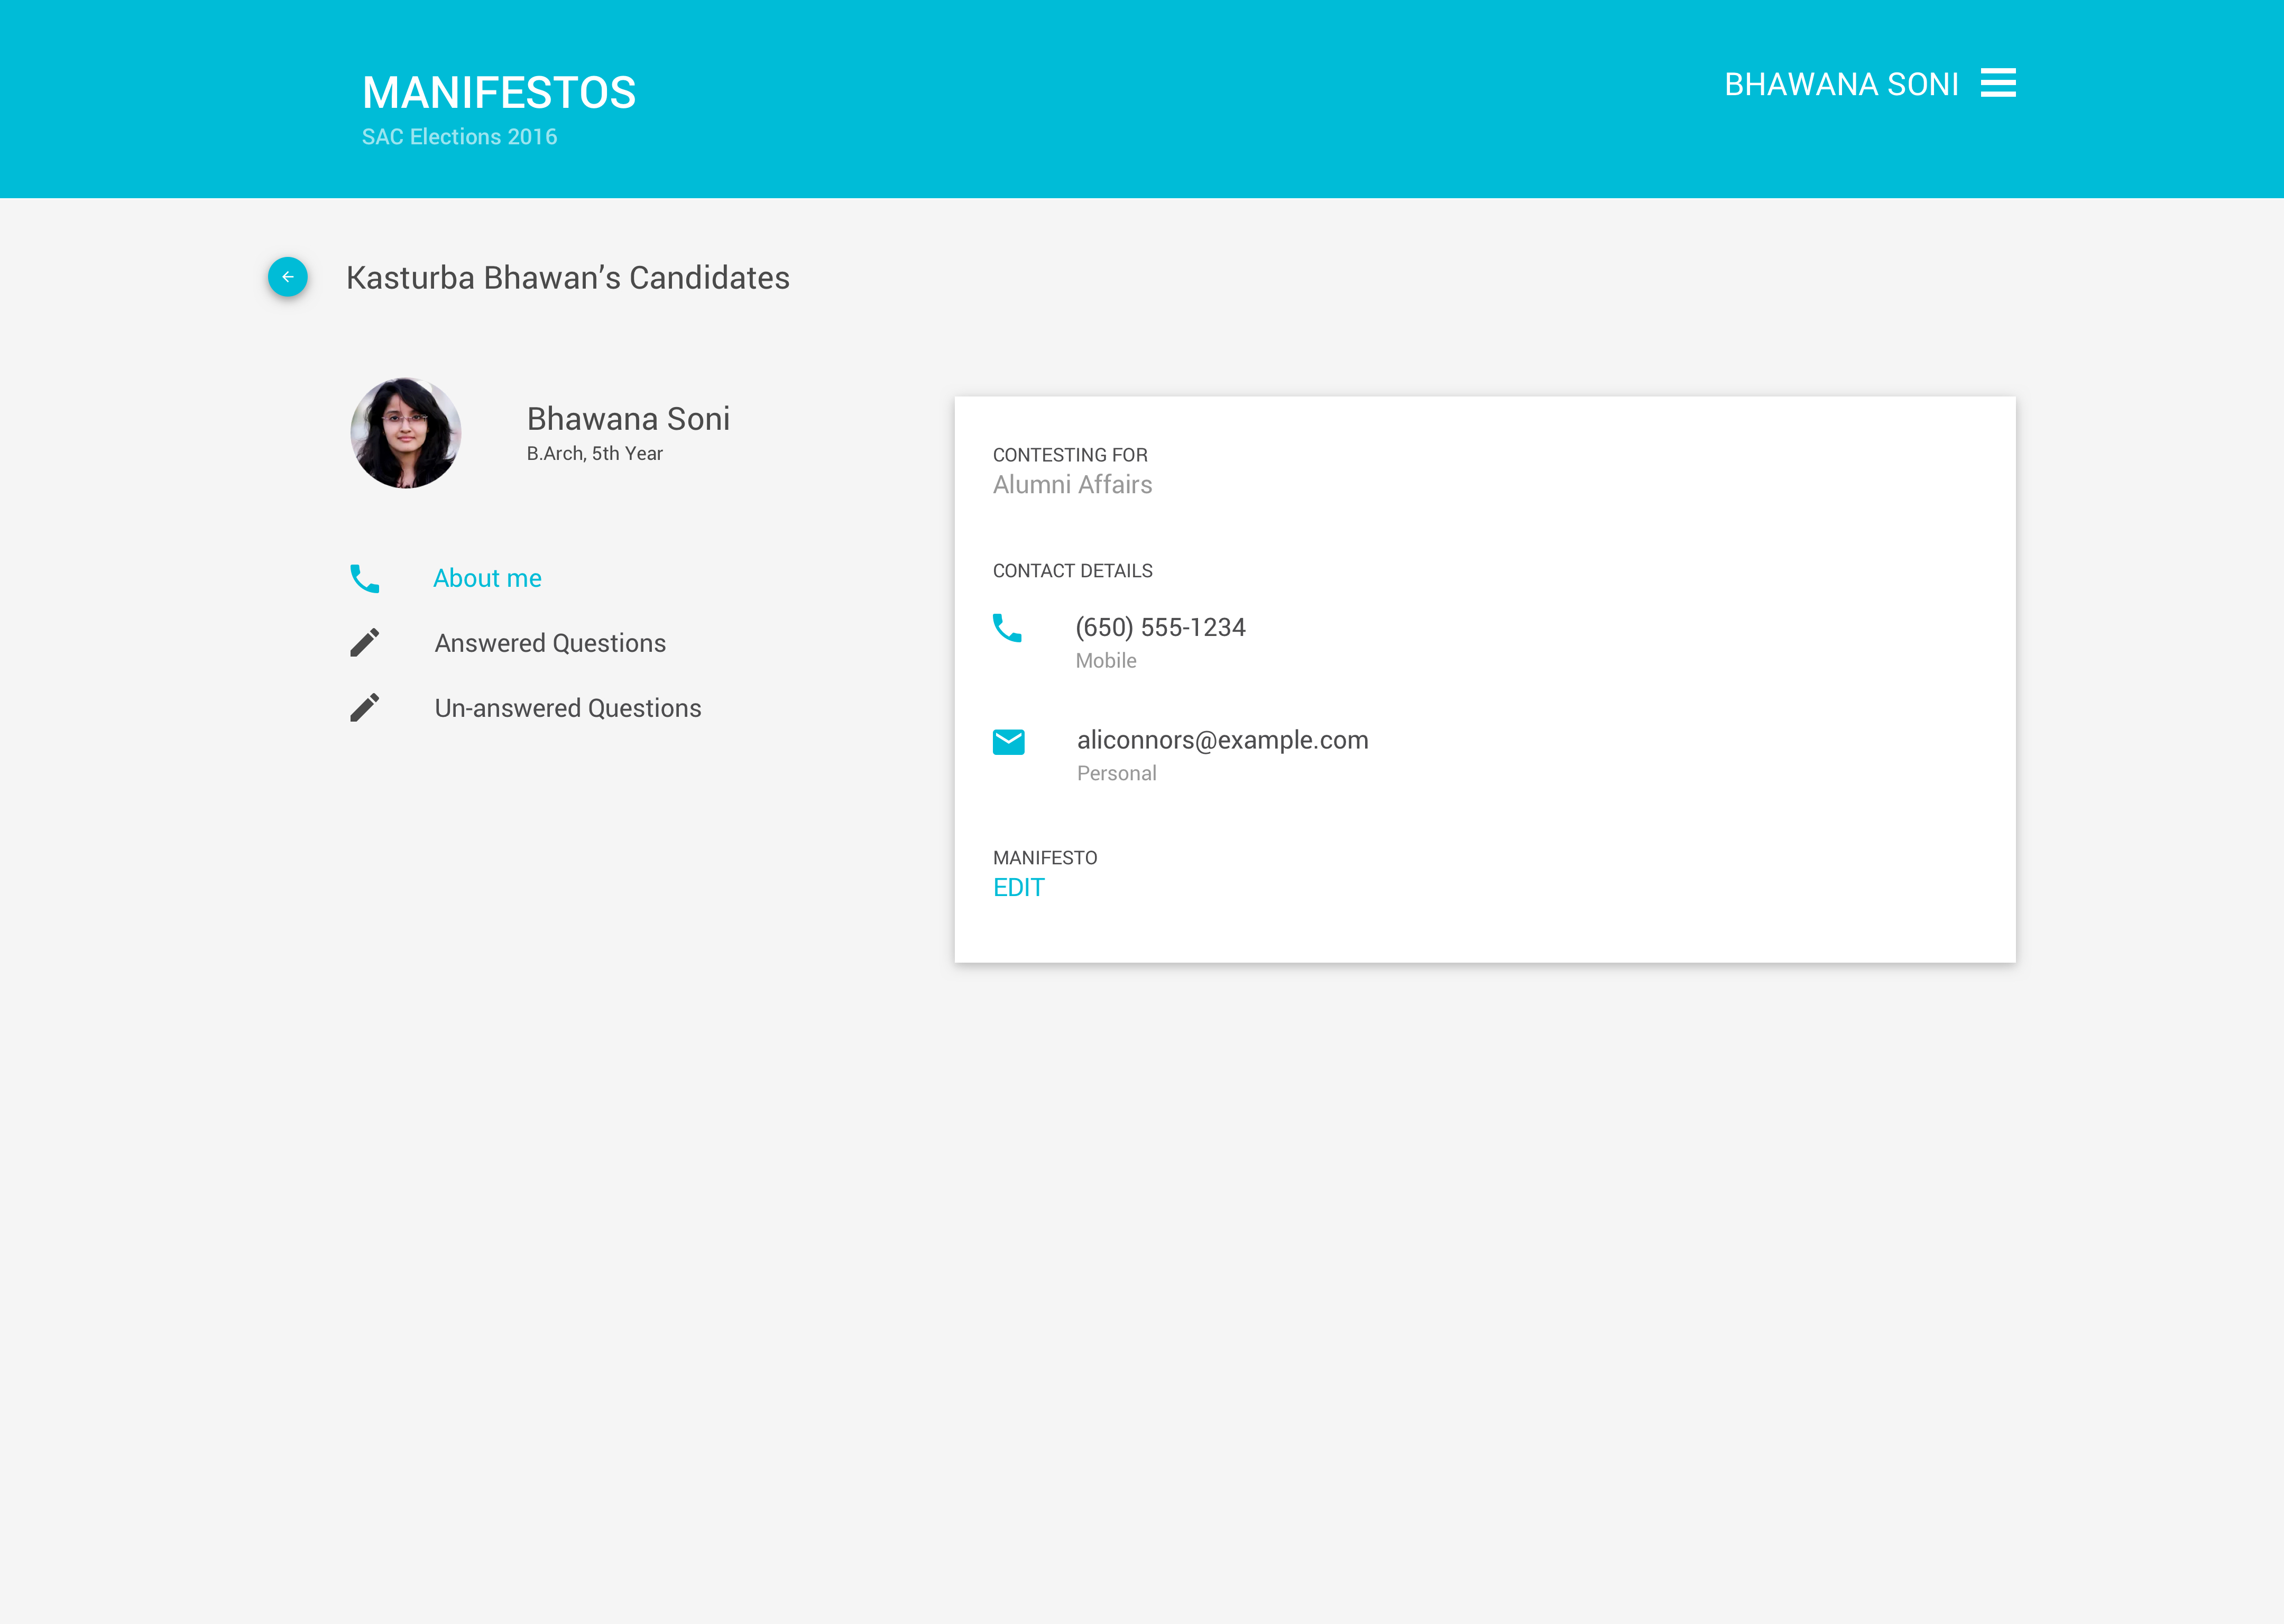 MANIFESTOS
SAC Elections 2016
BHAWANA SONI
Kasturba Bhawan’s Candidates
Bhawana Soni
B.Arch, 5th Year
About me
Answered Questions
Un-answered Questions
CONTESTING FOR
Alumni Affairs
CONTACT DETAILS
(650) 555-1234
Mobile
aliconnors@example.com
Personal
MANIFESTO
EDIT